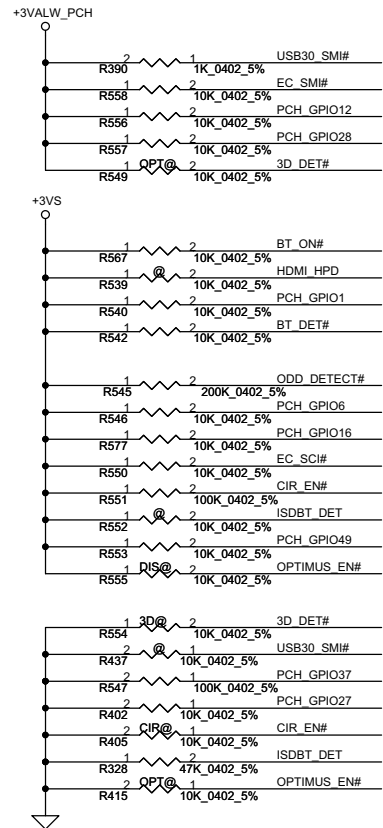 +3VALW_PCH
2 1 USB30_SMI#
R390 1K_0402_5%
1 2 EC_SMI#
R558 10K_0402_5%
1 2 PCH_GPIO12
R556 10K_0402_5%
1 2 PCH_GPIO28
R557 10K_0402_5%
1 OPT@ 2 3D_DET#
R549 10K_0402_5%
+3VS
1 2 BT_ON#
R567 10K_0402_5%
1 @ 2 HDMI_HPD
R539 10K_0402_5%
1 2 PCH_GPIO1
R540 10K_0402_5%
1 2 BT_DET#
R542 10K_0402_5%
1 2 ODD_DETECT#
R545 200K_0402_5%
1 2 PCH_GPIO6
R546 10K_0402_5%
1 2 PCH_GPIO16
R577 10K_0402_5%
1 2 EC_SCI#
R550 10K_0402_5%
1 2 CIR_EN#
R551 100K_0402_5%
1 @ 2 ISDBT_DET
R552 10K_0402_5%
1 2 PCH_GPIO49
R553 10K_0402_5%
1 DIS@ 2 OPTIMUS_EN#
R555 10K_0402_5%
1 3D@ 2 3D_DET#
R554 10K_0402_5%
2 @ 1 USB30_SMI#
R437 10K_0402_5%
2 1 PCH_GPIO37
R547 100K_0402_5%
2 1 PCH_GPIO27
R402 10K_0402_5%
2 CIR@ 1 CIR_EN#
R405 10K_0402_5%
1 2 ISDBT_DET
R328 47K_0402_5%
2 OPT@ 1 OPTIMUS_EN#
R415 10K_0402_5%